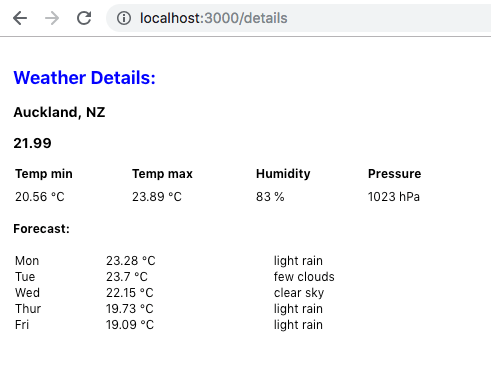 localhost:3000/details
Weather Details:
Auckland, NZ
21.99
Temp min Temp max Humidity Pressure
20.56 °C 23.89 °C 83 % 1023 hPa
Forecast:
Mon 23.28 °C light rain
Tue 23.7 °C few clouds
Wed 22.15 °C clear sky
Thur 19.73 °C light rain
Fri 19.09 °C light rain